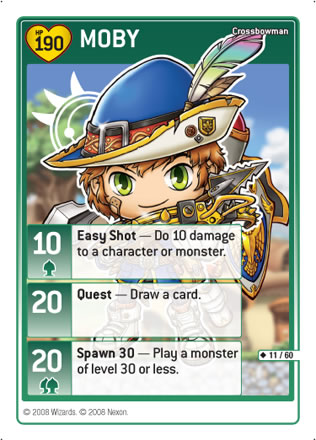 HP
190
MOBY
Crossbowman
10
Easy Shot — Do 10 damage
to a character or monster.
20
Quest — Draw a card.
20
Spawn 30 — Play a monster
of level 30 or less.
11 / 60
© 2008 Wizards. © 2008 Nexon.